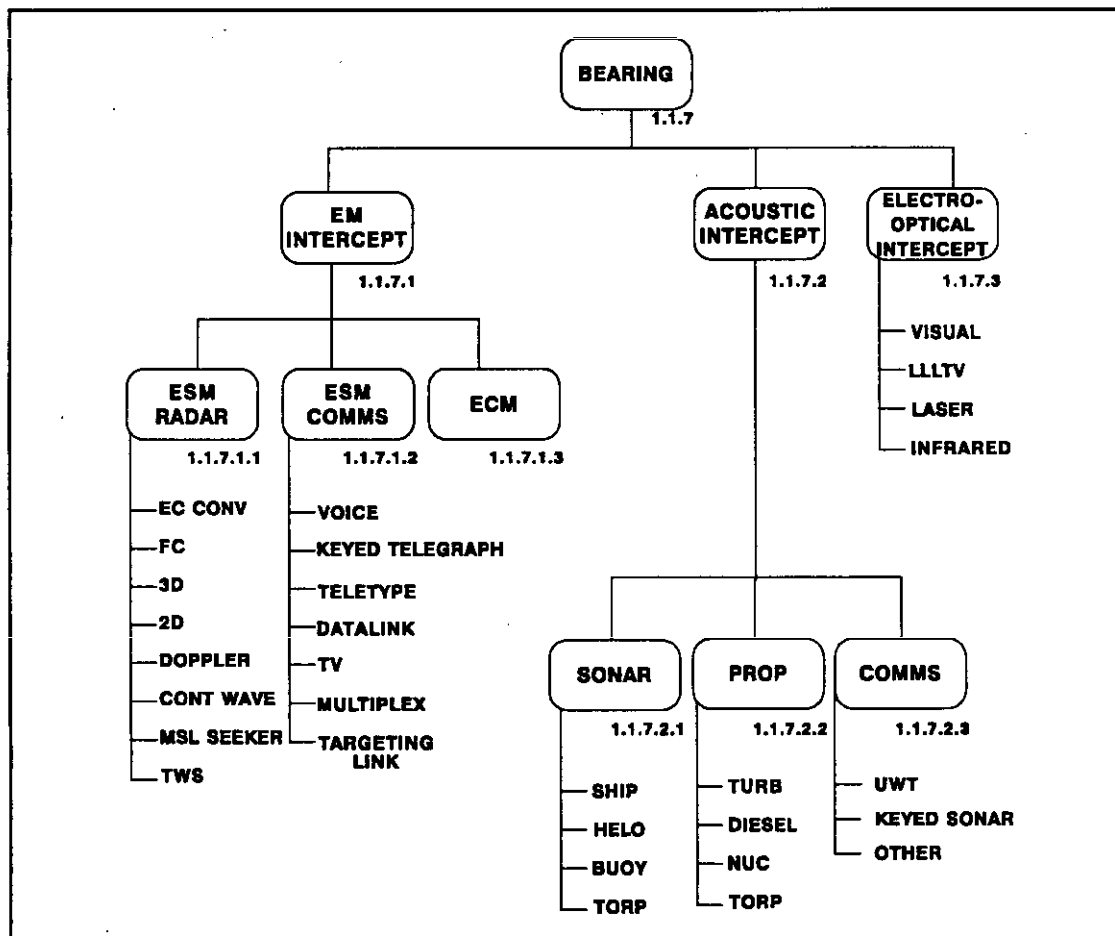 BEARING
1.1.7
EM
INTERCEPT
1.1.7.1
ACOUSTIC
INTERCEPT
1.1.7.2
ELECTRO-
OPTICAL
INTERCEPT
1.1.7.3
VISUAL
LLLTV
LASER
INFRARED
ESM
RADAR
1.1.7.1.1
ESM
COMMS
1.1.7.1.2
ECM
1.1.7.1.3
EC CONV
FC
3D
2D
DOPPLER
CONT WAVE
MSL SEEKER
TWS
VOICE
KEYED TELEGRAPH
TELETYPE
DATALINK
TV
MULTIPLEX
TARGETING
LINK
SONAR
1.1.7.2.1
PROP
1.1.7.2.2
COMMS
1.1.7.2.3
SHIP
HELO
BUOY
TORP
TURB
DIESEL
NUC
TORP
UWT
KEYED SONAR
OTHER